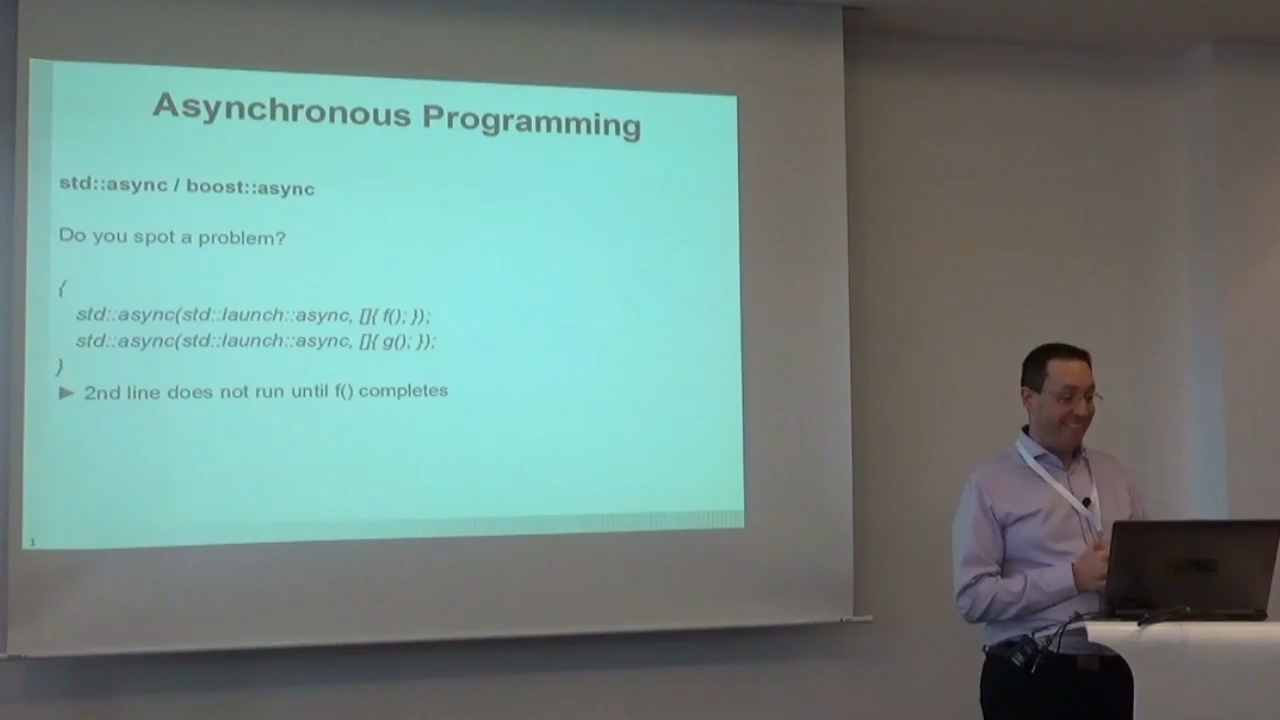 Asynchronous Programming
std::async / boost::async
Do you spot a problem?
{
std::async(std::launch::async, []{ f(); });
std::async(std::launch::async, []{ g(); });
}
► 2nd line does not run until f() completes
1